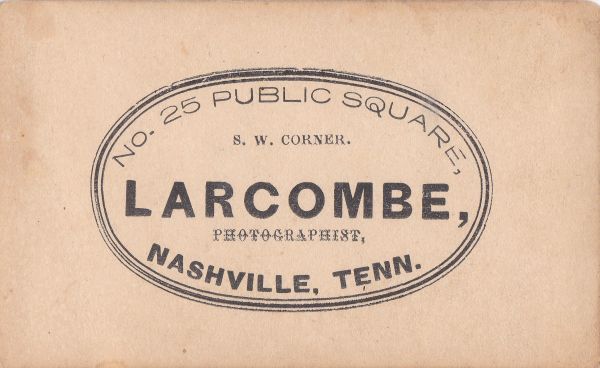 No. 25 PUBLIC SQUARE,
S. W. CORNER.
LARCOMBE,
PHOTOGRAPHIST,
NASHVILLE, TENN.